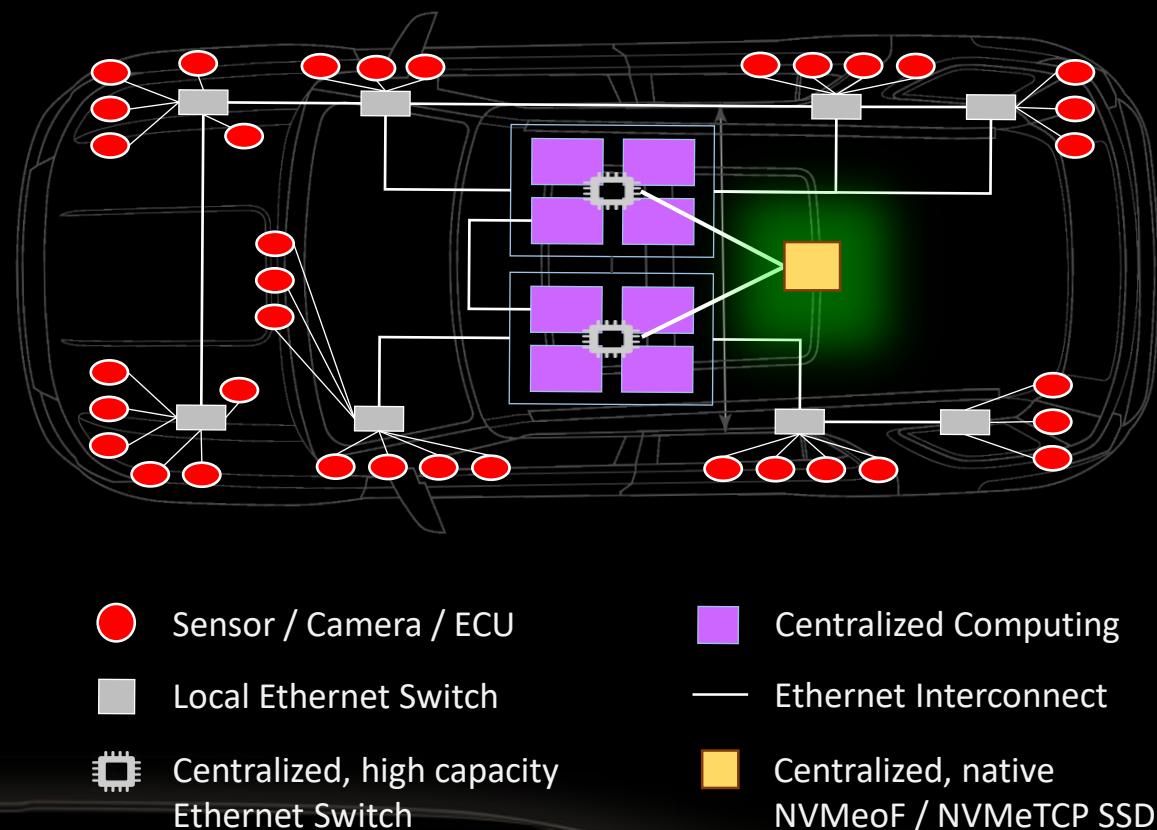 Sensor / Camera / ECU
Centralized Computing
Local Ethernet Switch
Ethernet Interconnect
Centralized, high capacity
Ethernet Switch
Centralized, native
NVMeoF / NVMeTCP SSD